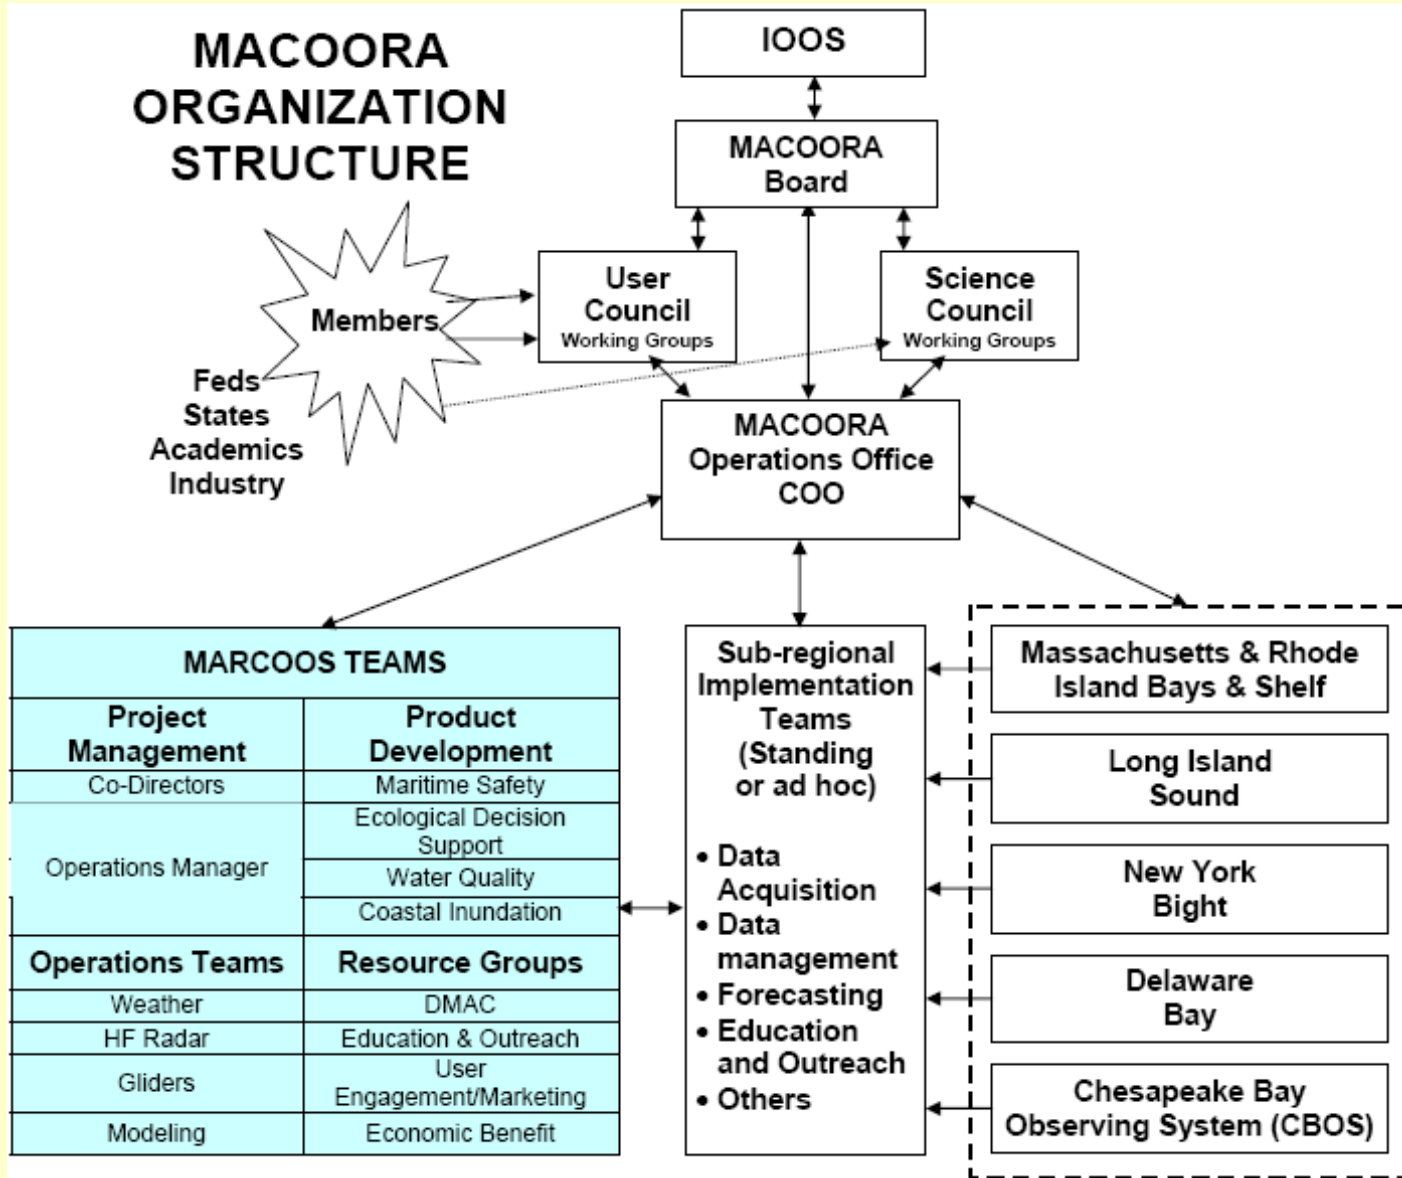 MACOORA
ORGANIZATION
STRUCTURE
IOOS
MACOORA
Board
User
Council
Working Groups
Science
Council
Working Groups
Members
Feds
States
Academics
Industry
MACOORA
Operations Office
COO
MARCOOS TEAMS
Project
Management
Product
Development
Co-Directors
Maritime Safety
Operations Manager
Ecological Decision
Support
Water Quality
Coastal Inundation
Operations Teams
Resource Groups
Weather
DMAC
HF Radar
Education & Outreach
Gliders
User
Engagement/Marketing
Modeling
Economic Benefit
Sub-regional
Implementation
Teams
(Standing
or ad hoc)
• Data
Acquisition
• Data
management
• Forecasting
• Education
and Outreach
• Others
Massachusetts & Rhode
Island Bays & Shelf
Long Island
Sound
New York
Bight
Delaware
Bay
Chesapeake Bay
Observing System (CBOS)